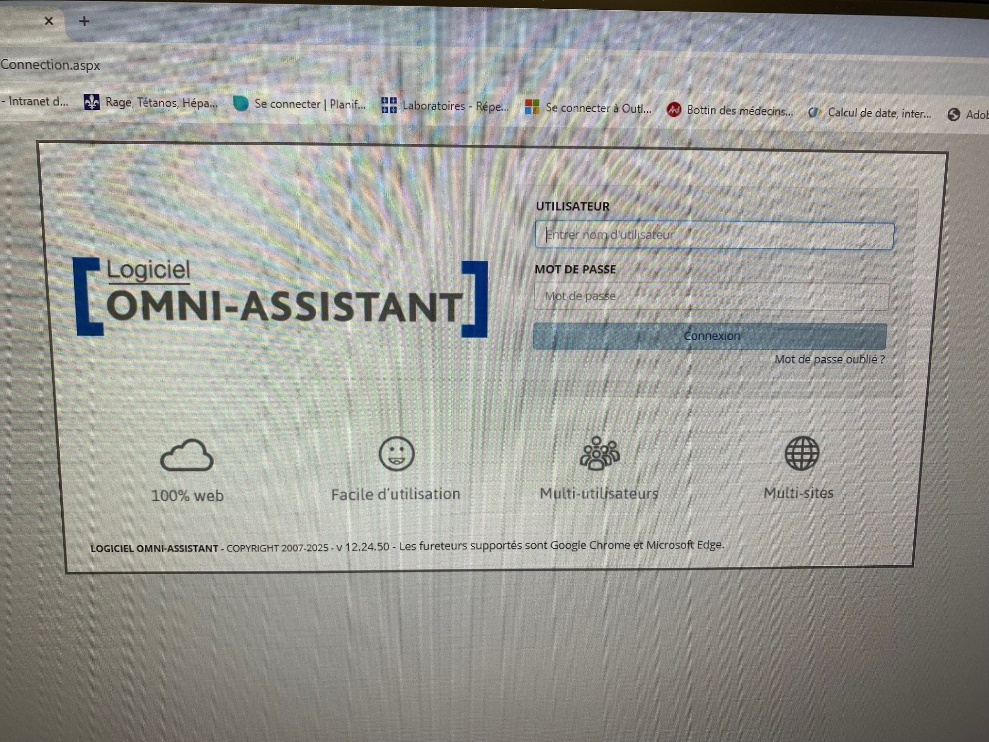 Connection.aspx
- Intranet d...
Rage, Tétanos, Hépa...
Se connecter | Planif...
Laboratoires - Répe...
Se connecter à Outl...
Bottin des médecins...
Calcul de date, inter...
Adob
UTILISATEUR
Entrer nom d'utilisateur
MOT DE PASSE
Mot de passe
Connexion
Mot de passe oublié ?
Logiciel
OMNI-ASSISTANT
100% web
Facile d'utilisation
Multi-utilisateurs
Multi-sites
LOGICIEL OMNI-ASSISTANT - COPYRIGHT 2007-2025 - V 12.24.50 - Les fureteurs supportés sont Google Chrome et Microsoft Edge.